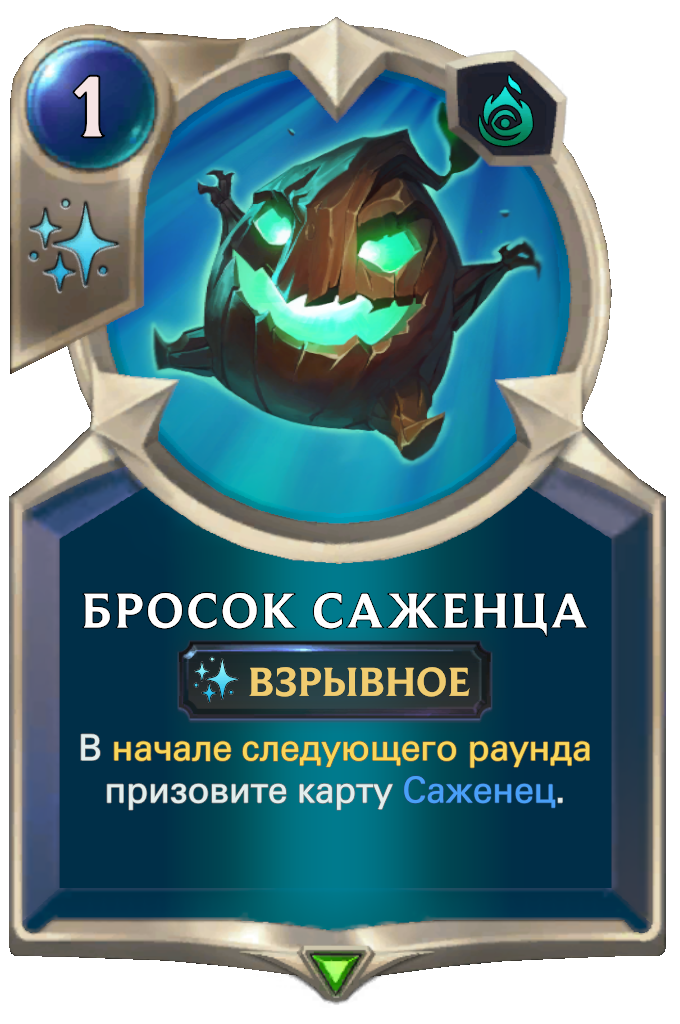 1
БРОСОК САЖЕНЦА
ВЗРЫВНОЕ
В начале следующего раунда
призовите карту Саженец.